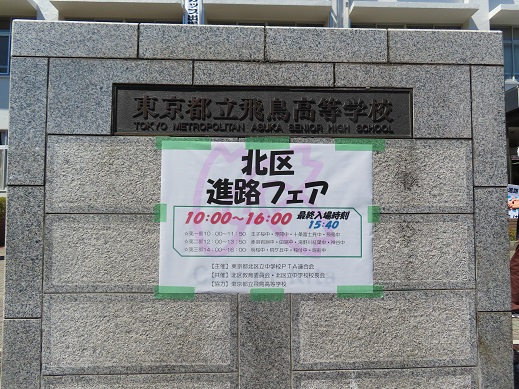 東京都立飛鳥高等学校
TOKYO METROPOLITAN ASUKA SENIOR HIGH SCHOOL
北区
進路フェア
10:00～16:00 最終入場時刻
15:40
【主催】東京都北区立中学校PTA連合会
【共催】北区教育委員会・北区立中学校校長会
【協力】東京都立飛鳥高等学校